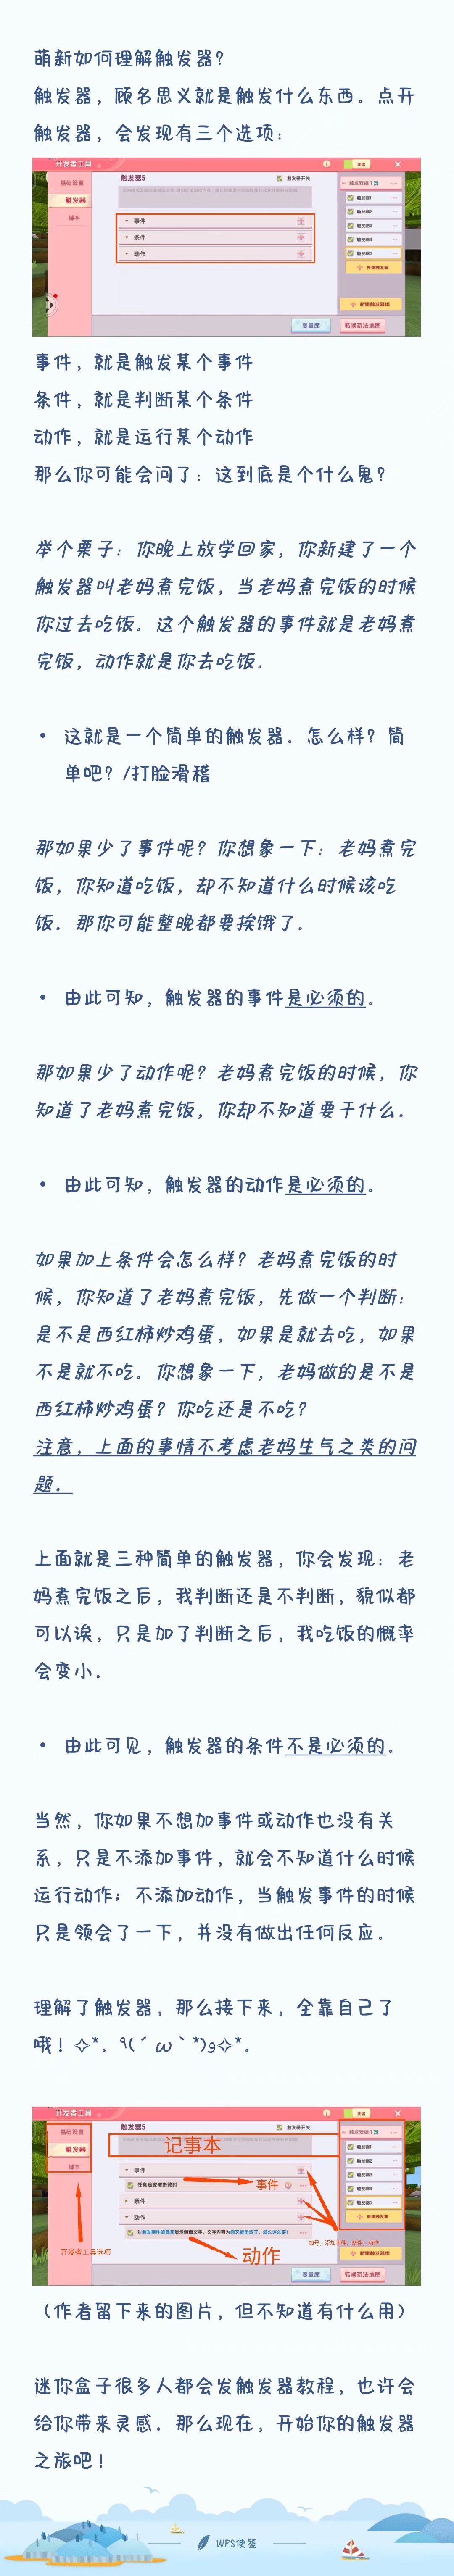 萌新如何理解触发器?
触发器，顾名思义就是触发什么东西．点开
触发器，会发现有三个选项：
开发者工具
基础设置
触发器
脚本
触发器5
触发器开关
事件
条件
动作
触发器1
触发器2
触发器3
触发器4
触发器5
新建触发器
新建触发器组
变量库
事件，就是触发某个事件
条件，就是判断某个条件
动作，就是运行某个动作
那么你可能会问了：这到底是个什么鬼?
举个栗子：你晚上放学回家，你新建了一个
触发器叫老妈煮完饭，当老妈煮完饭的时候
你过去吃饭．这个触发器的事件就是老妈煮
完饭，动作就是你去吃饭．
• 这就是一个简单的触发器．怎么样？简
单吧？/打脸滑稽
那如果少了事件呢？你想象一下：老妈煮完
饭，你知道吃饭，却不知道什么时候该吃
饭．那你可能整晚都要挨饿了．
• 由此可知，触发器的事件是必须的．
那如果少了动作呢？老妈煮完饭的时候，你
知道了老妈煮完饭，你却不知道要干什么．
• 由此可知，触发器的动作是必须的．
如果加上条件会怎么样？老妈煮完饭的时
候，你知道了老妈煮完饭，先做一个判断：
是不是西红柿炒鸡蛋，如果是就去吃，如果
不是就不吃．你想象一下，老妈做的是不是
西红柿炒鸡蛋？你吃还是不吃？
注意，上面的事情不考虑老妈生气之类的问
题．
上面就是三种简单的触发器，你会发现：老
妈煮完饭之后，我判断还是不判断，貌似都
可以诶，只是加了判断之后，我吃饭的概率
会变小．
• 由此可见，触发器的条件不是必须的．
当然，你如果不想加事件或动作也没有关
系，只是不添加事件，就会不知道什么时候
运行动作；不添加动作，当触发事件的时候
只是领会了一下，并没有做出任何反应．
理解了触发器，那么接下来，全靠自己了
哦！✧*．٩(´ω`*)و✧*．
开发者工具
基础设置
触发器
脚本
触发器5
触发器开关
记事本
事件
任意玩家被击败时
事件 ①
条件
动作
动作
开发者工具选项
加号，添加事件，条件，动作
触发器1
触发器2
触发器3
触发器4
触发器5
新建触发器
新建触发器组
变量库
（作者留下来的图片，但不知道有什么用）
迷你盒子很多人都会发触发器教程，也许会
给你带来灵感．那么现在，开始你的触发器
之旅吧！
WPS便签